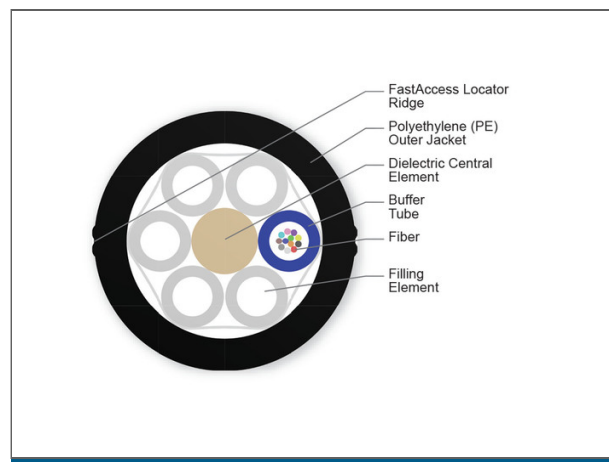 FastAccess Locator
Ridge
Polyethylene (PE)
Outer Jacket
Dielectric Central
Element
Buffer
Tube
Fiber
Filling
Element